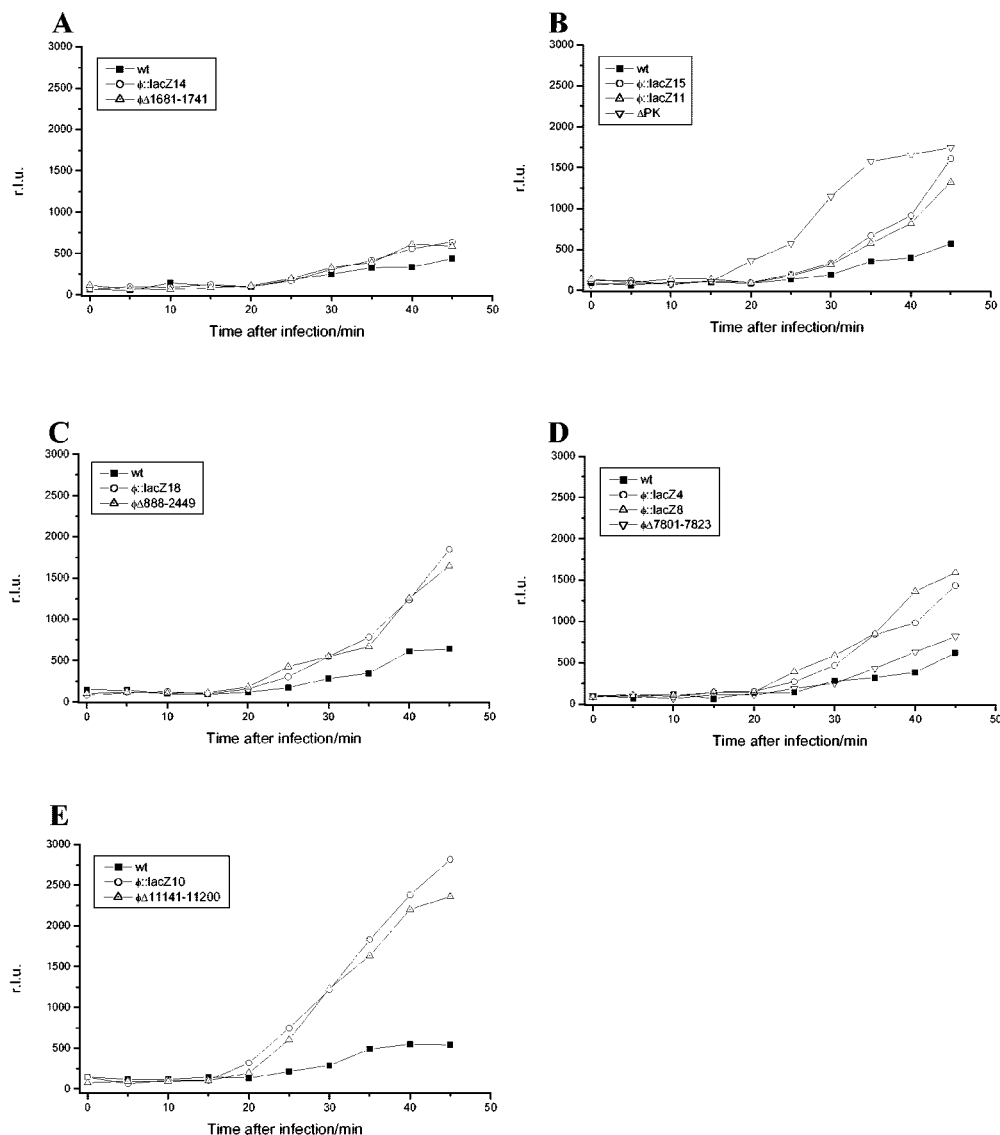 A
3000
2500
2000
1500
1000
500
0
r.l.u.
wt
ϕ::lacZ14
ϕΔ1681-1741
0 10 20 30 40 50
Time after infection/min
B
3000
2500
2000
1500
1000
500
0
r.l.u.
wt
ϕ::lacZ15
ϕ::lacZ11
ΔPK
0 10 20 30 40 50
Time after infection/min
C
3000
2500
2000
1500
1000
500
0
r.l.u.
wt
ϕ::lacZ18
ϕΔ888-2449
0 10 20 30 40 50
Time after infection/min
D
3000
2500
2000
1500
1000
500
0
r.l.u.
wt
ϕ::lacZ4
ϕ::lacZ8
ϕΔ7801-7823
0 10 20 30 40 50
Time after infection/min
E
3000
2500
2000
1500
1000
500
0
r.l.u.
wt
ϕ::lacZ10
ϕΔ11141-11200
0 10 20 30 40 50
Time after infection/min